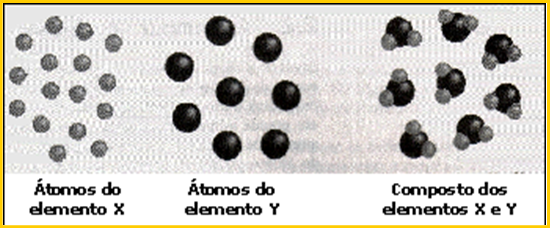 Átomos do
elemento X
Átomos do
elemento Y
Composto dos
elementos X e Y